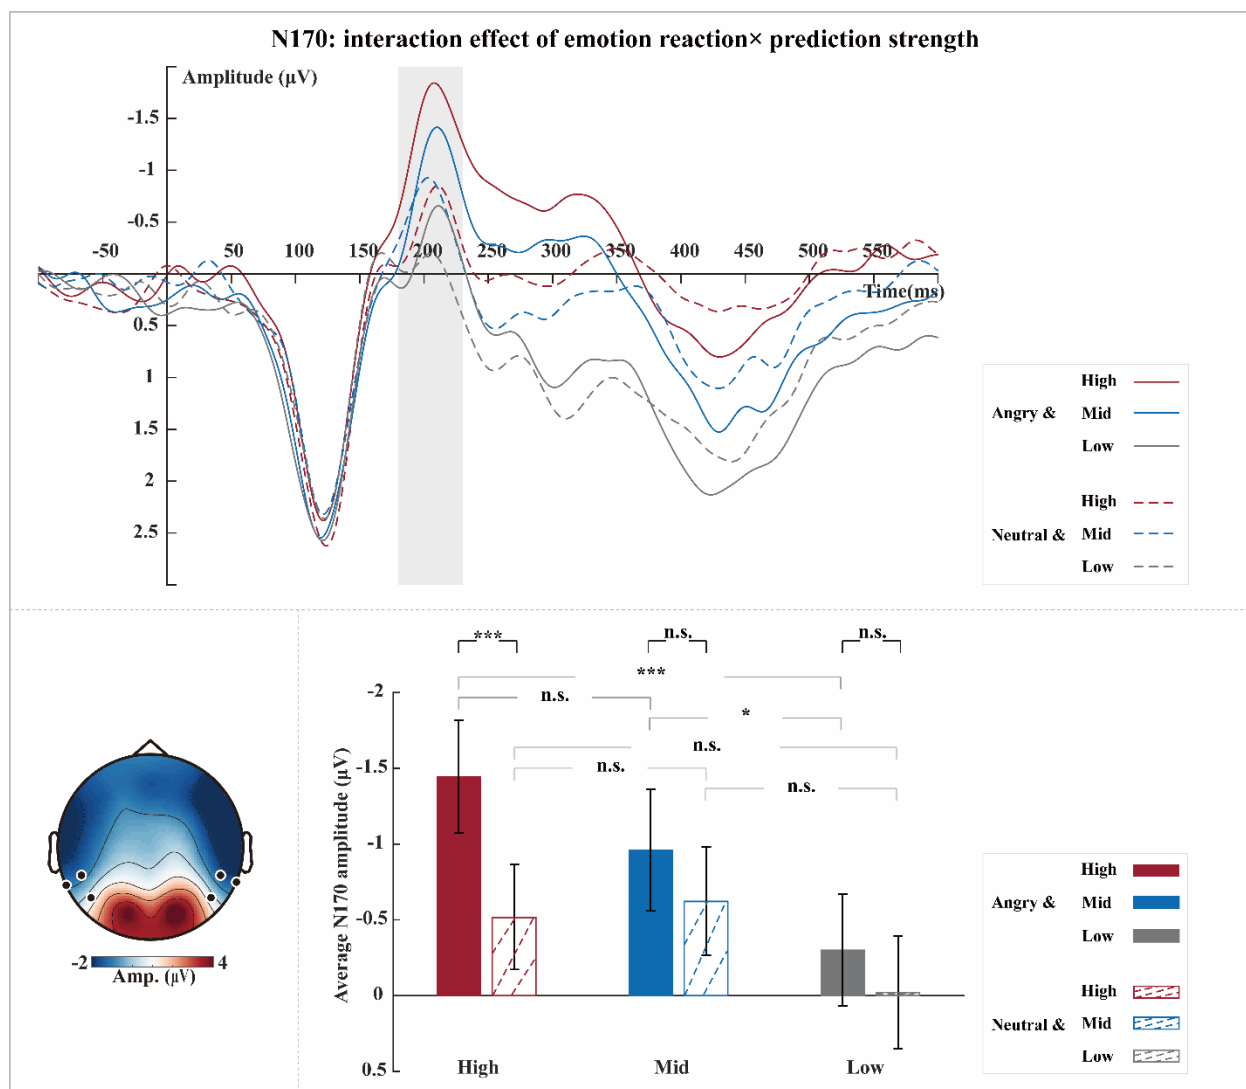 N170: interaction effect of emotion reaction× prediction strength
Amplitude (μV)
-1.5
-1
-0.5
-50 50 100 150 200 250 300 350 400 450 500 550
Time(ms)
0.5
1
1.5
2
2.5
High
Angry & Mid
Low
High
Neutral & Mid
Low
*** n.s. n.s.
***
n.s.
*
n.s.
n.s.
n.s.
-2
-1.5
-1
-0.5
0
0.5
Average N170 amplitude (μV)
High Mid Low
-2 4
Amp. (μV)
High
Angry & Mid
Low
High
Neutral & Mid
Low